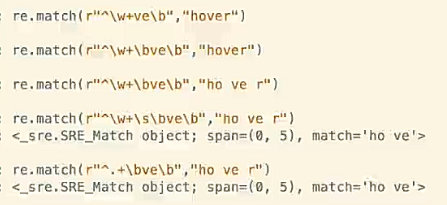 : re.match(r"^\w+ve\b","hover")
: re.match(r"^\w+\bve\b","hover")
: re.match(r"^\w+\bve\b","ho ve r")
: re.match(r"^\w+\s\bve\b","ho ve r")
: <_sre.SRE_Match object; span=(0, 5), match='ho ve'>
: re.match(r"^.+\bve\b","ho ve r")
: <_sre.SRE_Match object; span=(0, 5), match='ho ve'>